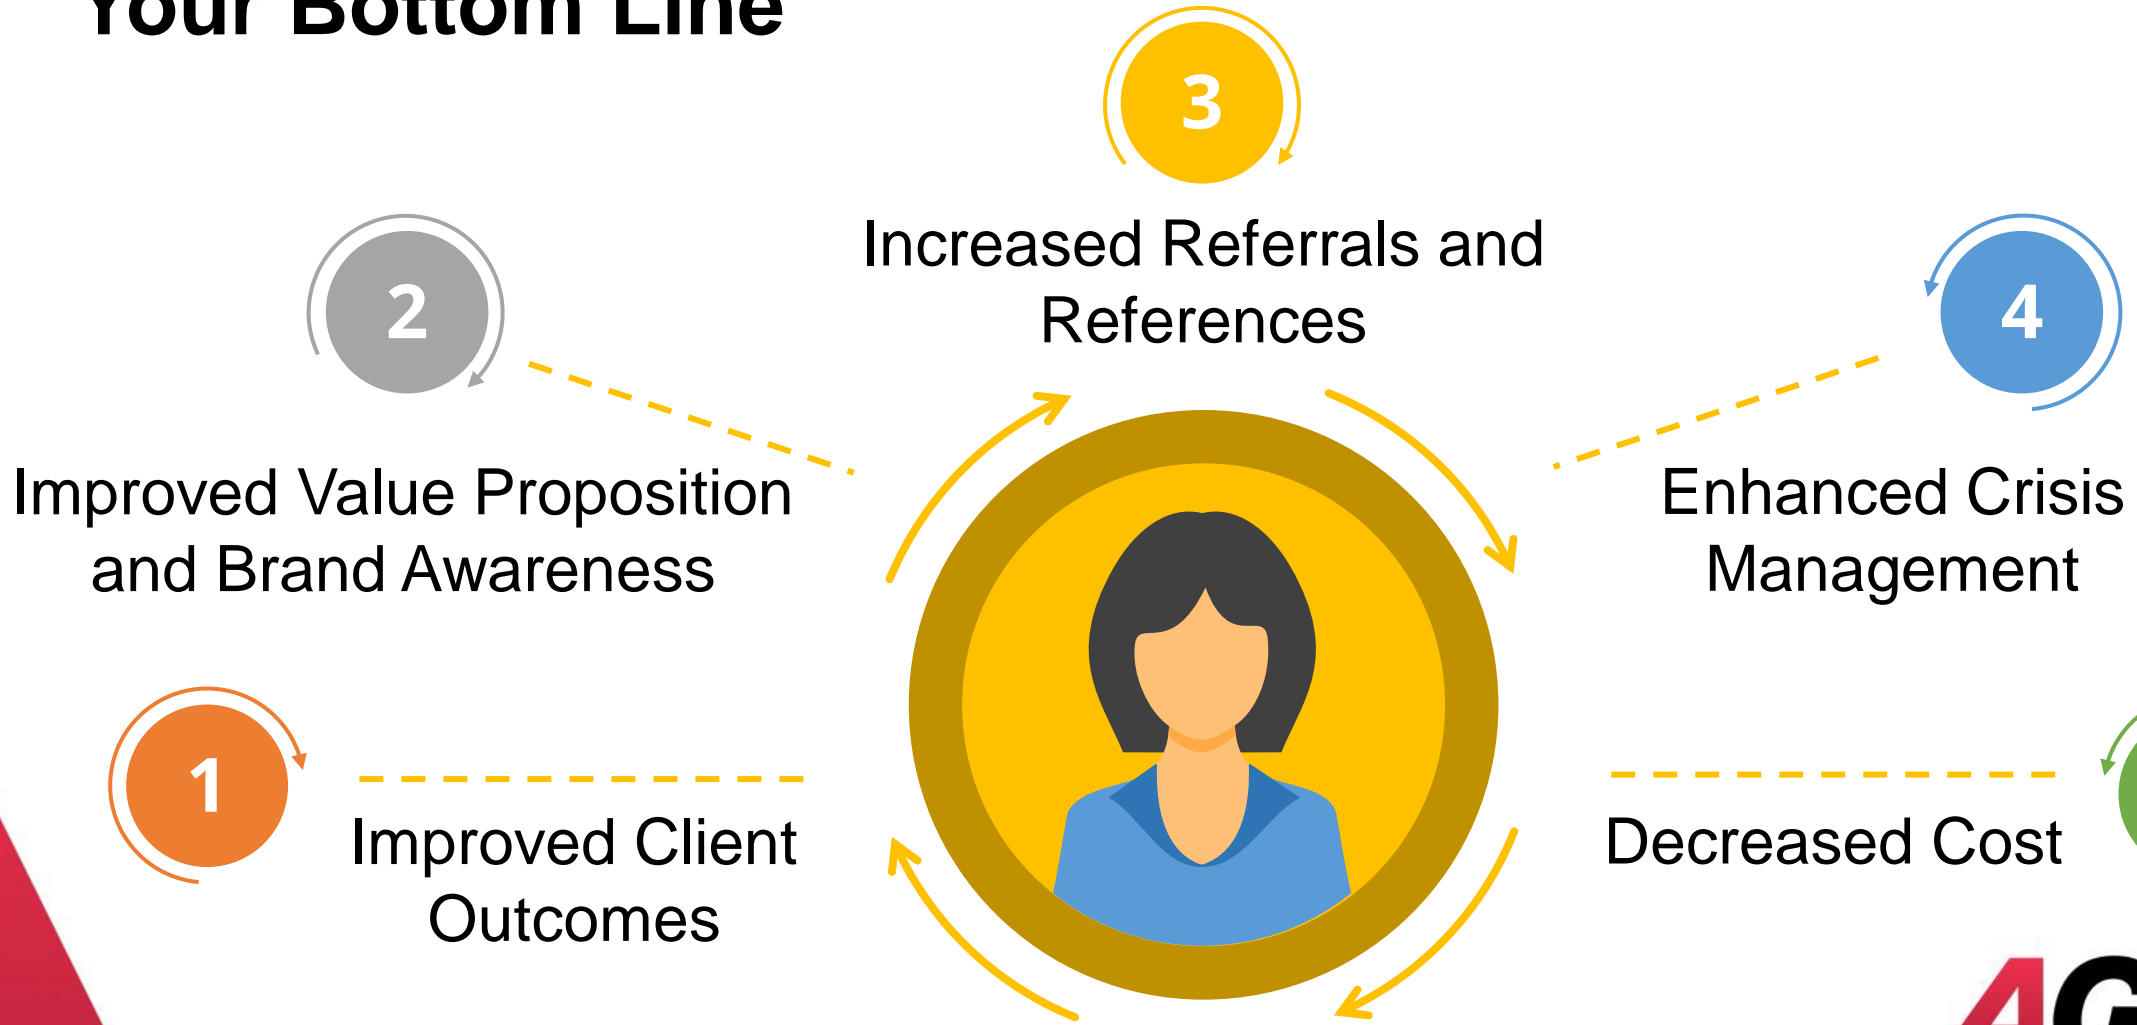 Your Bottom Line
3
Increased Referrals and
References
2
4
Improved Value Proposition
and Brand Awareness
Enhanced Crisis
Management
1
Improved Client
Outcomes
Decreased Cost
4G